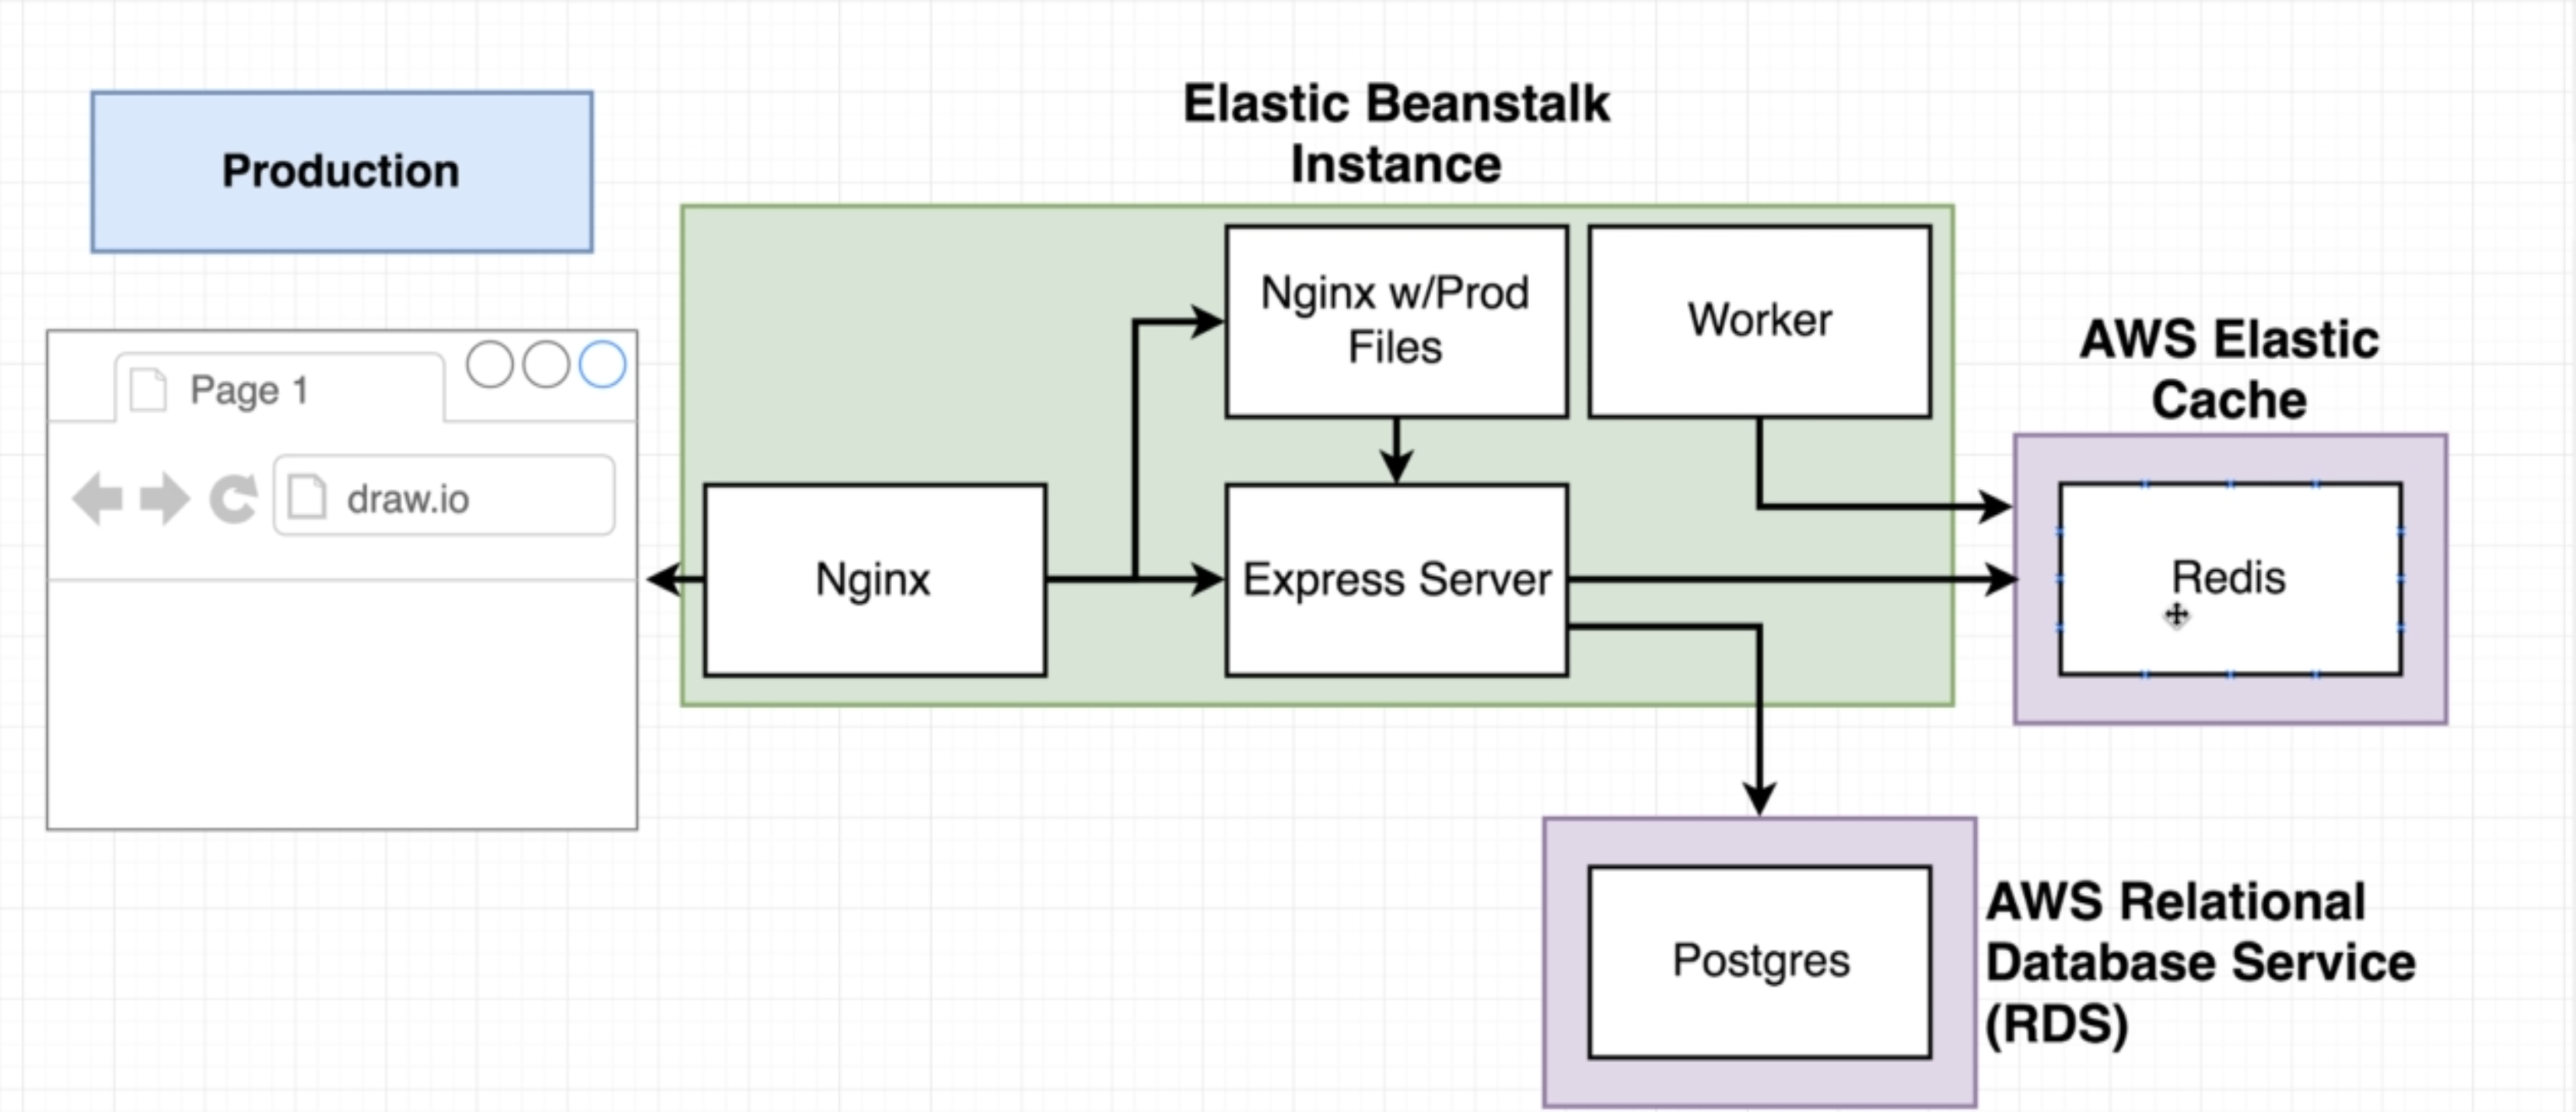 Production
Page 1
draw.io
Elastic Beanstalk
Instance
Nginx w/Prod
Files
Worker
Nginx
Express Server
AWS Elastic
Cache
Redis
Postgres
AWS Relational
Database Service
(RDS)